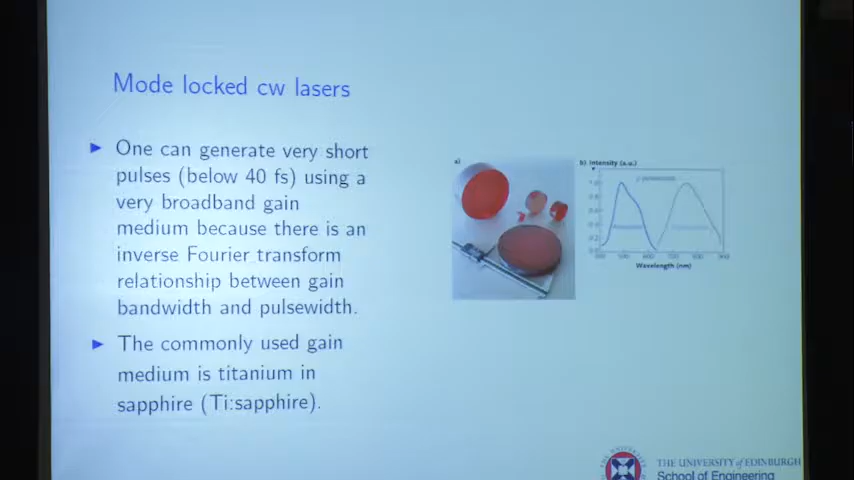 Mode locked cw lasers
▶ One can generate very short
pulses (below 40 fs) using a
very broadband gain
medium because there is an
inverse Fourier transform
relationship between gain
bandwidth and pulsewidth.
▶ The commonly used gain
medium is titanium in
sapphire (Ti:sapphire).
a)
b) Intensity (a.u.)
Wavelength (nm)
THE UNIVERSITY of EDINBURGH
School of Engineering